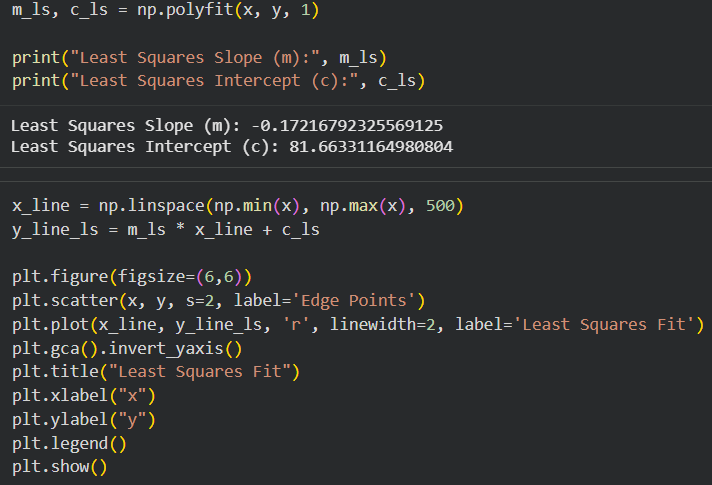 m_ls, c_ls = np.polyfit(x, y, 1)
print("Least Squares Slope (m):", m_ls)
print("Least Squares Intercept (c):", c_ls)
Least Squares Slope (m): -0.17216792325569125
Least Squares Intercept (c): 81.66331164980804
x_line = np.linspace(np.min(x), np.max(x), 500)
y_line_ls = m_ls * x_line + c_ls
plt.figure(figsize=(6,6))
plt.scatter(x, y, s=2, label='Edge Points')
plt.plot(x_line, y_line_ls, 'r', linewidth=2, label='Least Squares Fit')
plt.gca().invert_yaxis()
plt.title("Least Squares Fit")
plt.xlabel("x")
plt.ylabel("y")
plt.legend()
plt.show()